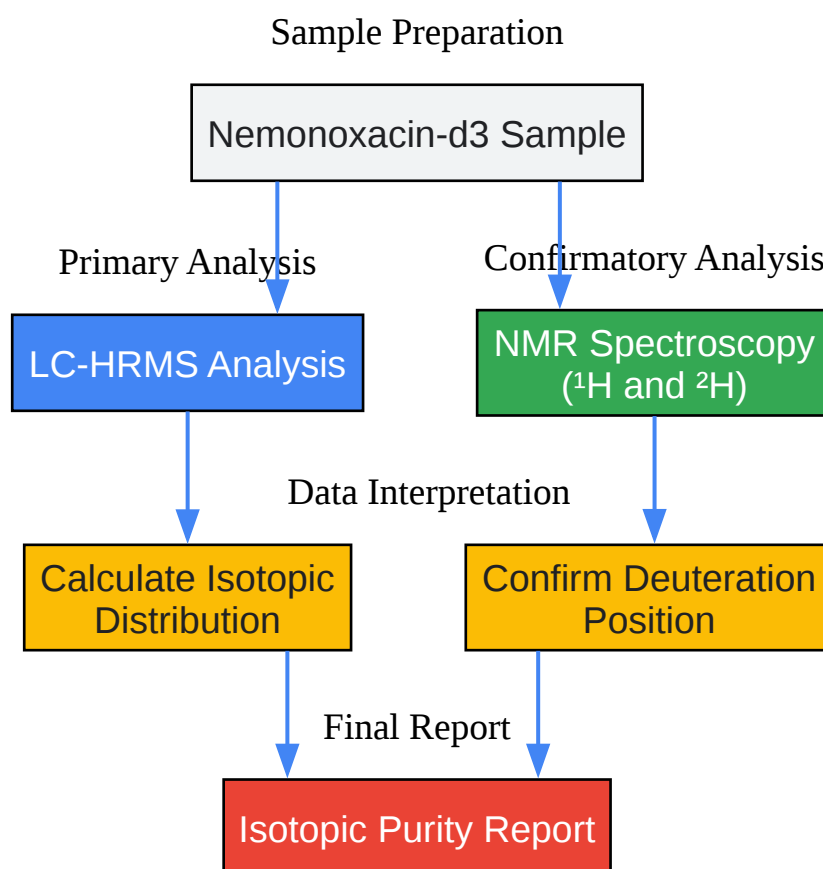 Sample Preparation
Nemonoxacin-d3 Sample
Primary Analysis
Confirmatory Analysis
LC-HRMS Analysis
NMR Spectroscopy
(¹H and ²H)
Data Interpretation
Calculate Isotopic
Distribution
Confirm Deuteration
Position
Final Report
Isotopic Purity Report